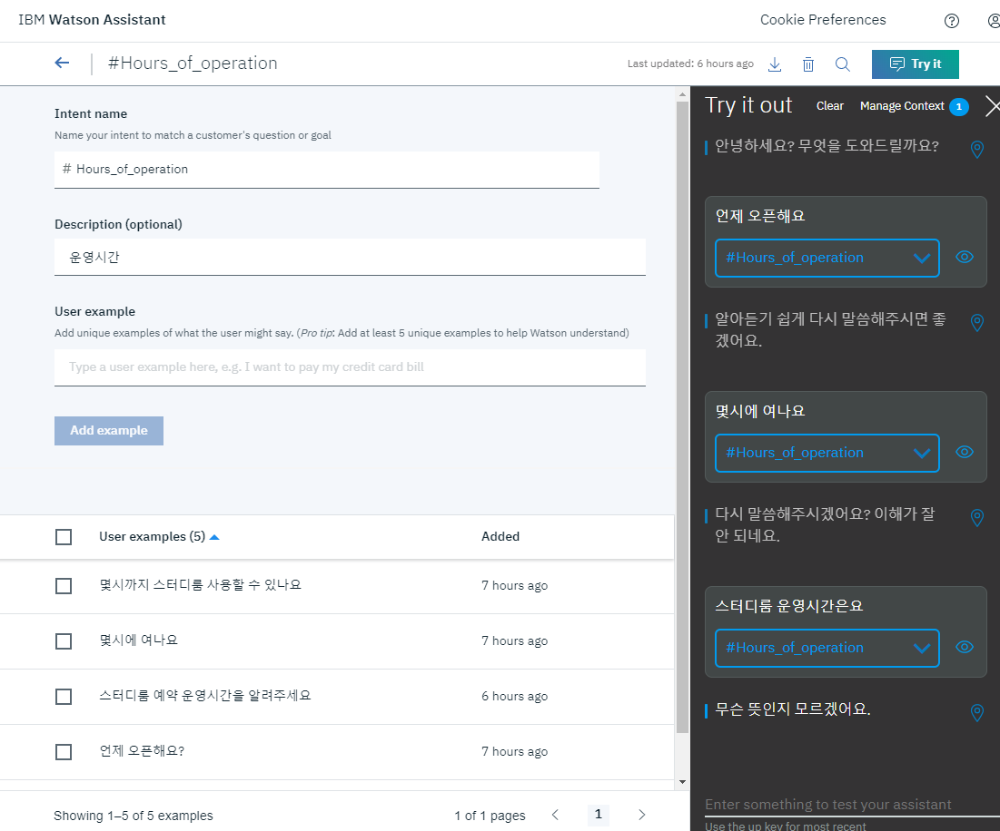 IBM Watson Assistant
Cookie Preferences
#Hours_of_operation
Last updated: 6 hours ago
Try it
Intent name
Name your intent to match a customer's question or goal
# Hours_of_operation
Description (optional)
운영시간
User example
Add unique examples of what the user might say. (Pro tip: Add at least 5 unique examples to help Watson understand)
Type a user example here, e.g. I want to pay my credit card bill
Add example
User examples (5)
Added
몇시까지 스터디룸 사용할 수 있나요
7 hours ago
몇시에 여나요
7 hours ago
스터디룸 예약 운영시간을 알려주세요
6 hours ago
언제 오픈해요?
7 hours ago
Showing 1–5 of 5 examples
1 of 1 pages
1
Try it out
Clear
Manage Context 1
안녕하세요? 무엇을 도와드릴까요?
언제 오픈해요
#Hours_of_operation
알아듣기 쉽게 다시 말씀해주시면 좋
겠어요.
몇시에 여나요
#Hours_of_operation
다시 말씀해주시겠어요? 이해가 잘
안 되네요.
스터디룸 운영시간은요
#Hours_of_operation
무슨 뜻인지 모르겠어요.
Enter something to test your assistant
Use the up key for most recent